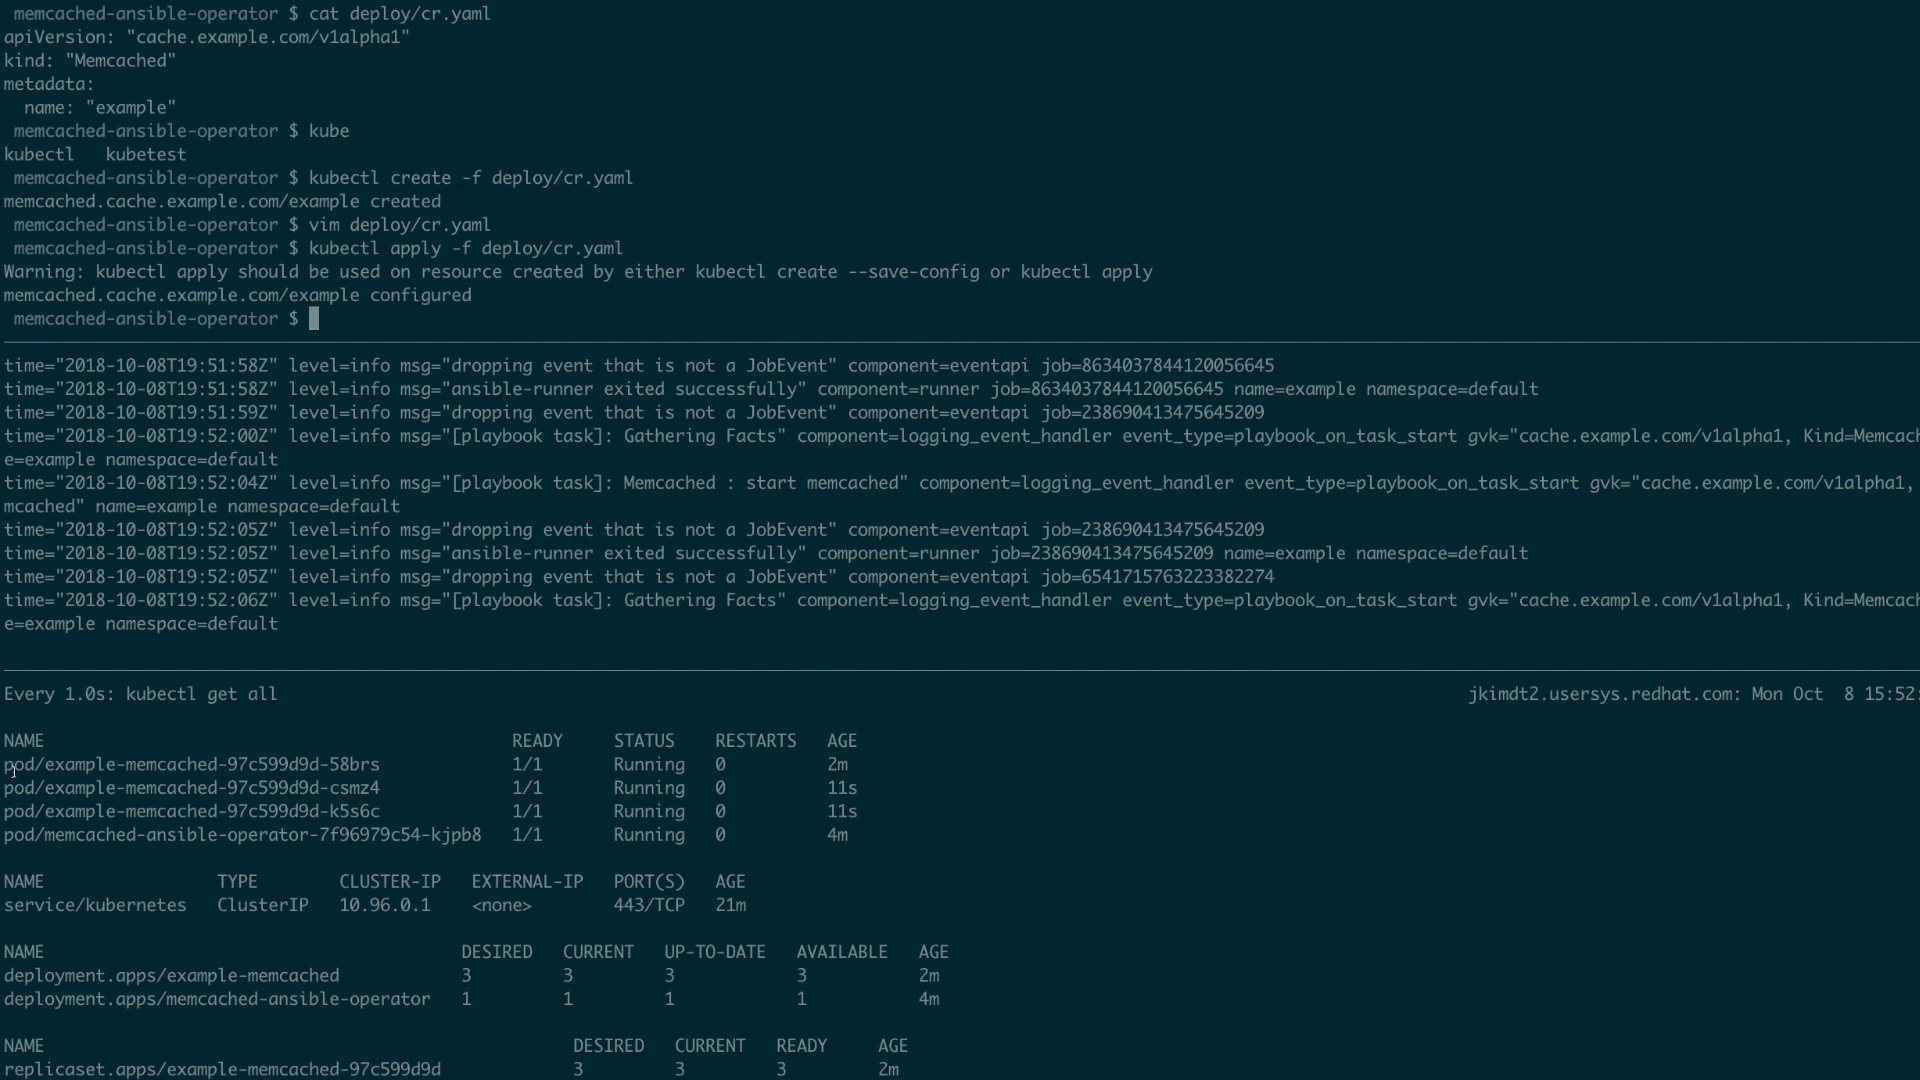 memcached-ansible-operator $ cat deploy/cr.yaml
apiVersion: "cache.example.com/v1alpha1"
kind: "Memcached"
metadata:
  name: "example"
memcached-ansible-operator $ kube
kubectl   kubetest
memcached-ansible-operator $ kubectl create -f deploy/cr.yaml
memcached.cache.example.com/example created
memcached-ansible-operator $ vim deploy/cr.yaml
memcached-ansible-operator $ kubectl apply -f deploy/cr.yaml
Warning: kubectl apply should be used on resource created by either kubectl create --save-config or kubectl apply
memcached.cache.example.com/example configured
memcached-ansible-operator $
time="2018-10-08T19:51:58Z" level=info msg="dropping event that is not a JobEvent" component=eventapi job=8634037844120056645
time="2018-10-08T19:51:58Z" level=info msg="ansible-runner exited successfully" component=runner job=8634037844120056645 name=example namespace=default
time="2018-10-08T19:51:59Z" level=info msg="dropping event that is not a JobEvent" component=eventapi job=238690413475645209
time="2018-10-08T19:52:00Z" level=info msg="[playbook task]: Gathering Facts" component=logging_event_handler event_type=playbook_on_task_start gvk="cache.example.com/v1alpha1, Kind=Memcach
e=example namespace=default
time="2018-10-08T19:52:04Z" level=info msg="[playbook task]: Memcached : start memcached" component=logging_event_handler event_type=playbook_on_task_start gvk="cache.example.com/v1alpha1,
mcached" name=example namespace=default
time="2018-10-08T19:52:05Z" level=info msg="dropping event that is not a JobEvent" component=eventapi job=238690413475645209
time="2018-10-08T19:52:05Z" level=info msg="ansible-runner exited successfully" component=runner job=238690413475645209 name=example namespace=default
time="2018-10-08T19:52:05Z" level=info msg="dropping event that is not a JobEvent" component=eventapi job=6541715763223382274
time="2018-10-08T19:52:06Z" level=info msg="[playbook task]: Gathering Facts" component=logging_event_handler event_type=playbook_on_task_start gvk="cache.example.com/v1alpha1, Kind=Memcach
e=example namespace=default
Every 1.0s: kubectl get all   jkimdt2.usersys.redhat.com: Mon Oct  8 15:52:
NAME   READY   STATUS   RESTARTS   AGE
pod/example-memcached-97c599d9d-58brs   1/1   Running   0   2m
pod/example-memcached-97c599d9d-csmz4   1/1   Running   0   11s
pod/example-memcached-97c599d9d-k5s6c   1/1   Running   0   11s
pod/memcached-ansible-operator-7f96979c54-kjpb8   1/1   Running   0   4m
NAME   TYPE   CLUSTER-IP   EXTERNAL-IP   PORT(S)   AGE
service/kubernetes   ClusterIP   10.96.0.1   <none>   443/TCP   21m
NAME   DESIRED   CURRENT   UP-TO-DATE   AVAILABLE   AGE
deployment.apps/example-memcached   3   3   3   3   2m
deployment.apps/memcached-ansible-operator   1   1   1   1   4m
NAME   DESIRED   CURRENT   READY   AGE
replicaset.apps/example-memcached-97c599d9d   3   3   3   2m